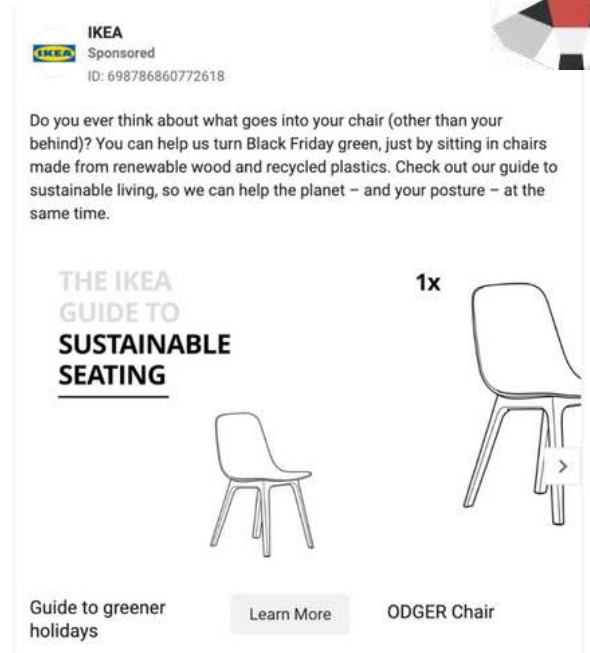 IKEA
IKEA
Sponsored
ID: 698786860772618
Do you ever think about what goes into your chair (other than your
behind)? You can help us turn Black Friday green, just by sitting in chairs
made from renewable wood and recycled plastics. Check out our guide to
sustainable living, so we can help the planet – and your posture – at the
same time.
THE IKEA
GUIDE TO
SUSTAINABLE
SEATING
1x
Guide to greener
holidays
Learn More
ODGER Chair